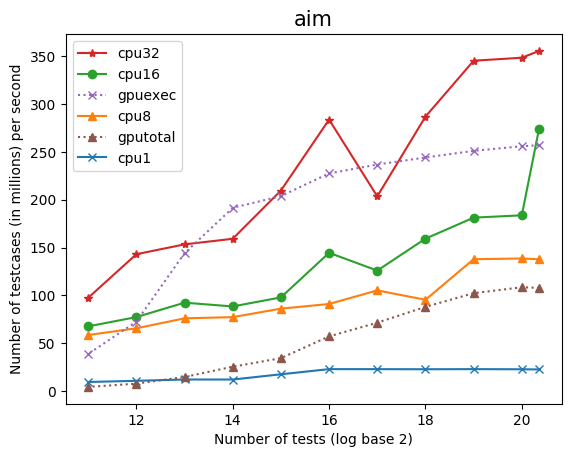 aim
cpu32
cpu16
gpuexec
cpu8
gputotal
cpu1
Number of testcases (in millions) per second
350
300
250
200
150
100
50
0
12 14 16 18 20
Number of tests (log base 2)